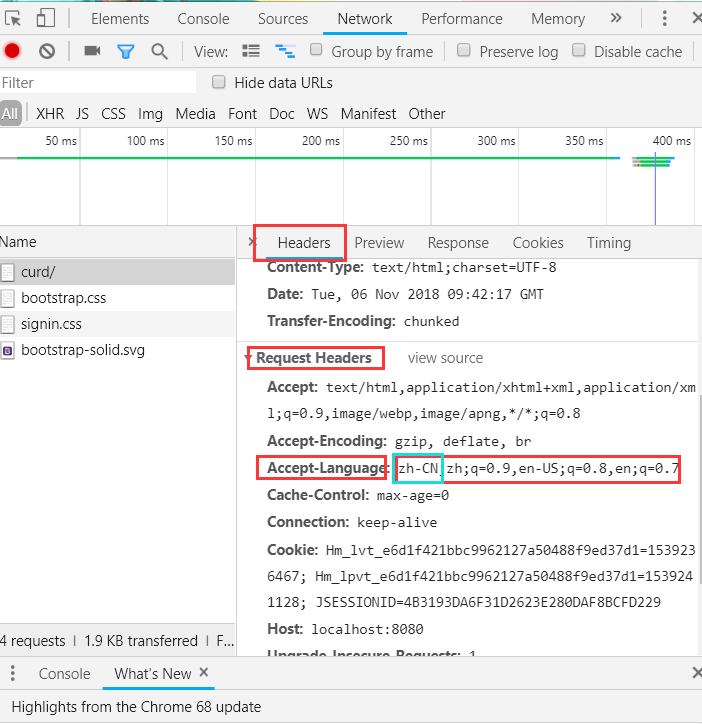 Elements Console Sources Network Performance Memory »
View: Group by frame Preserve log Disable cache
Filter Hide data URLs
All XHR JS CSS Img Media Font Doc WS Manifest Other
50 ms 100 ms 150 ms 200 ms 250 ms 300 ms 350 ms 400 ms
Name
curd/
bootstrap.css
signin.css
bootstrap-solid.svg
4 requests | 1.9 KB transferred | F...
× Headers Preview Response Cookies Timing
Content-Type: text/html;charset=UTF-8
Date: Tue, 06 Nov 2018 09:42:17 GMT
Transfer-Encoding: chunked
▼ Request Headers view source
Accept: text/html,application/xhtml+xml,application/xm
l;q=0.9,image/webp,image/apng,*/*;q=0.8
Accept-Encoding: gzip, deflate, br
Accept-Language: zh-CN,zh;q=0.9,en-US;q=0.8,en;q=0.7
Cache-Control: max-age=0
Connection: keep-alive
Cookie: Hm_lvt_e6d1f421bbc9962127a50488f9ed37d1=153923
6467; Hm_lpvt_e6d1f421bbc9962127a50488f9ed37d1=153924
1128; JSESSIONID=4B3193DA6F31D2623E280DAF8BCFD229
Host: localhost:8080
Upgrade-Insecure-Requests: 1
Console What's New ×
Highlights from the Chrome 68 update